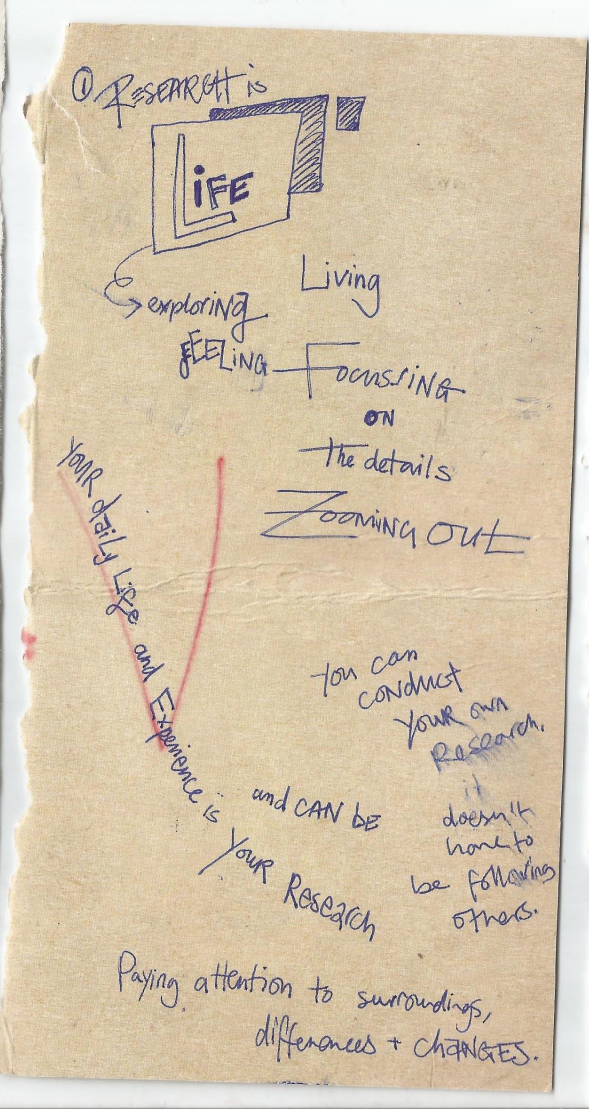 ① RESEARCH is
LiFE
Living
exploring
FEELING
FocussING
ON
The details
ZOOMING OUT
YOUR daily Life and Experience is
and CAN BE
YOUR Research
You can
conduct
YOUR own
Research.
it
doesn't
have to
be following
others.
Paying attention to surroundings,
differences + chANGES.